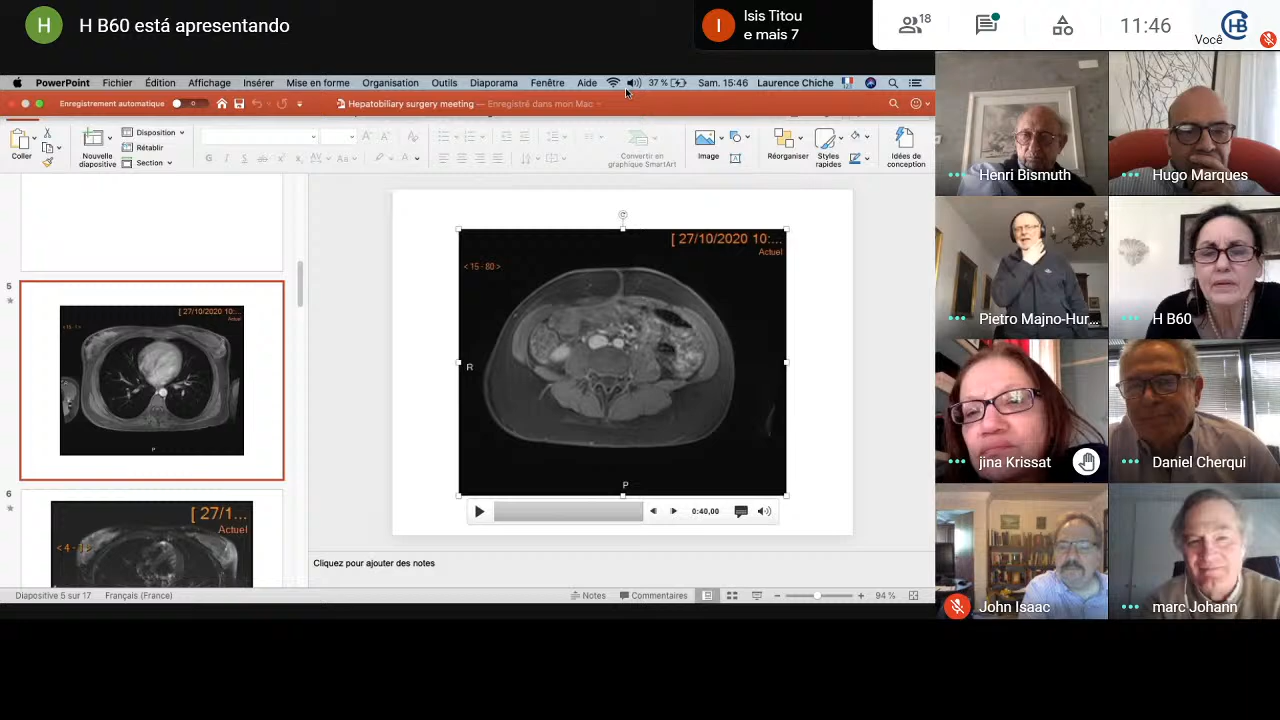 H
H B60 está apresentando
I
Isis Titou
e mais 7
18
11:46
Você
PowerPoint Fichier Édition Affichage Insérer Mise en forme Organisation Outils Diaporama Fenêtre Aide 37 % Sam. 15:46 Laurence Chiche
Enregistrement automatique
Hepatobiliary surgery meeting — Enregistré dans mon Mac
Coller
Nouvelle
diapositive
Disposition
Rétablir
Section
Convertir en
graphique SmartArt
Image
Réorganiser
Styles
rapides
Idées de
conception
5
[ 27/10/2020 10:...
Actuel
P
6
[ 27/1...
Actuel
[ 27/10/2020 10:...
Actuel
< 15 - 80 >
R
P
0:40,00
Cliquez pour ajouter des notes
Diapositive 5 sur 17 Français (France)
Notes Commentaires 94 %
Henri Bismuth
Hugo Marques
Pietro Majno-Hur...
H B60
jina Krissat
Daniel Cherqui
John Isaac
marc Johann